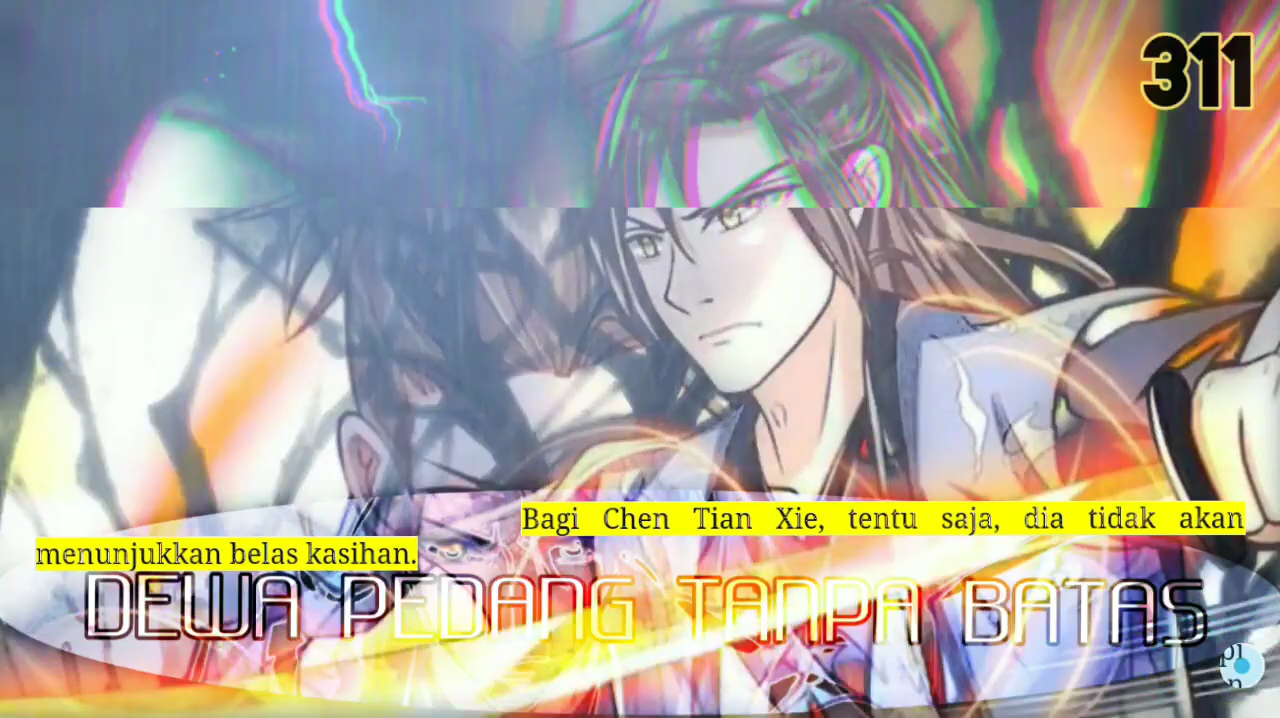 311
Bagi Chen Tian Xie, tentu saja, dia tidak akan
menunjukkan belas kasihan.
DEWA PEDANG TANPA BATAS